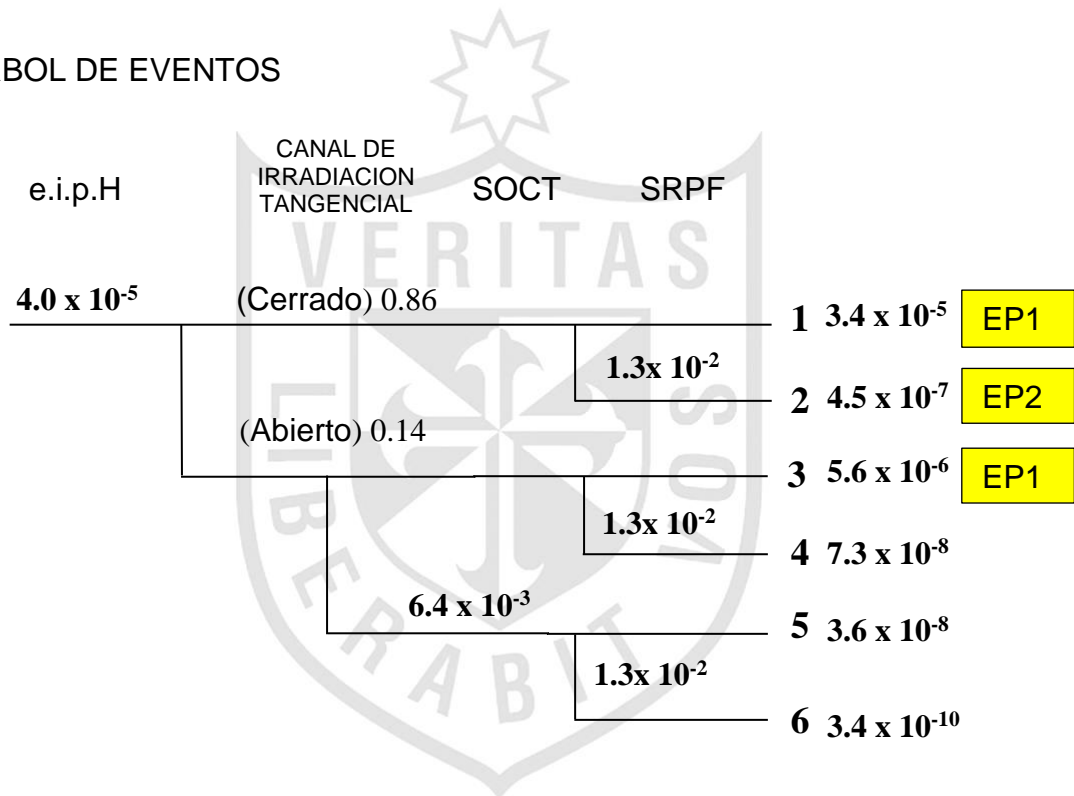 RBOL DE EVENTOS
e.i.p.H
CANAL DE
IRRADIACION
TANGENCIAL
SOCT
SRPF
VERITAS
LIBERABIT VOS
4.0 x 10⁻⁵
(Cerrado) 0.86
1 3.4 x 10⁻⁵ EP1
1.3x 10⁻²
2 4.5 x 10⁻⁷ EP2
(Abierto) 0.14
3 5.6 x 10⁻⁶ EP1
1.3x 10⁻²
4 7.3 x 10⁻⁸
6.4 x 10⁻³
5 3.6 x 10⁻⁸
1.3x 10⁻²
6 3.4 x 10⁻¹⁰